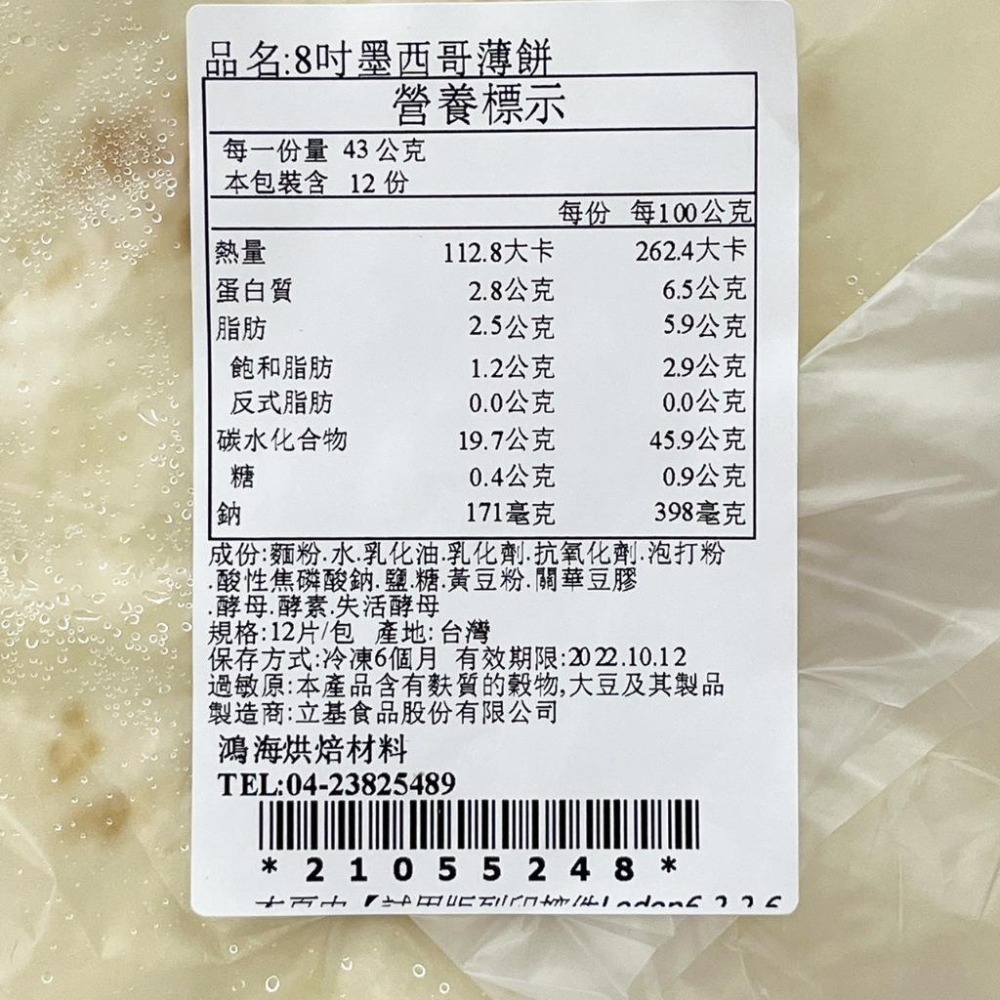 品名:8吋墨西哥薄餅
營養標示
每一份量 43公克
本包裝含 12份
每份 每100公克
熱量 112.8大卡 262.4大卡
蛋白質 2.8公克 6.5公克
脂肪 2.5公克 5.9公克
飽和脂肪 1.2公克 2.9公克
反式脂肪 0.0公克 0.0公克
碳水化合物 19.7公克 45.9公克
糖 0.4公克 0.9公克
鈉 171毫克 398毫克
成份:麵粉.水.乳化油.乳化劑.抗氧化劑.泡打粉
.酸性焦磷酸鈉.鹽.糖.黃豆粉.關華豆膠
.酵母.酵素.失活酵母
規格:12片/包 產地:台灣
保存方式:冷凍6個月 有效期限:2022.10.12
過敏原:本產品含有麩質的穀物,大豆及其製品
製造商:立基食品股份有限公司
鴻海烘焙材料
TEL:04-23825489
*21055248*